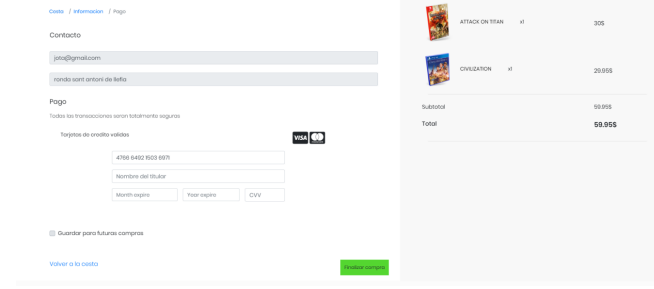 Cesta / Informacion / Pago
Contacto
jota@gmail.com
ronda sant antoni de llefia
Pago
Todas las transacciones seran totalmente seguras
Tarjetas de credito validas
VISA
4766 6492 1603 6971
Nombre del titular
Month expire
Year expire
CVV
Guardar para futuras compras
Volver a la cesta
Finalizar compra
ATTACK ON TITAN x1 30$
CIVILIZATION x1 29,95$
Subtotal 59,95$
Total 59.95$